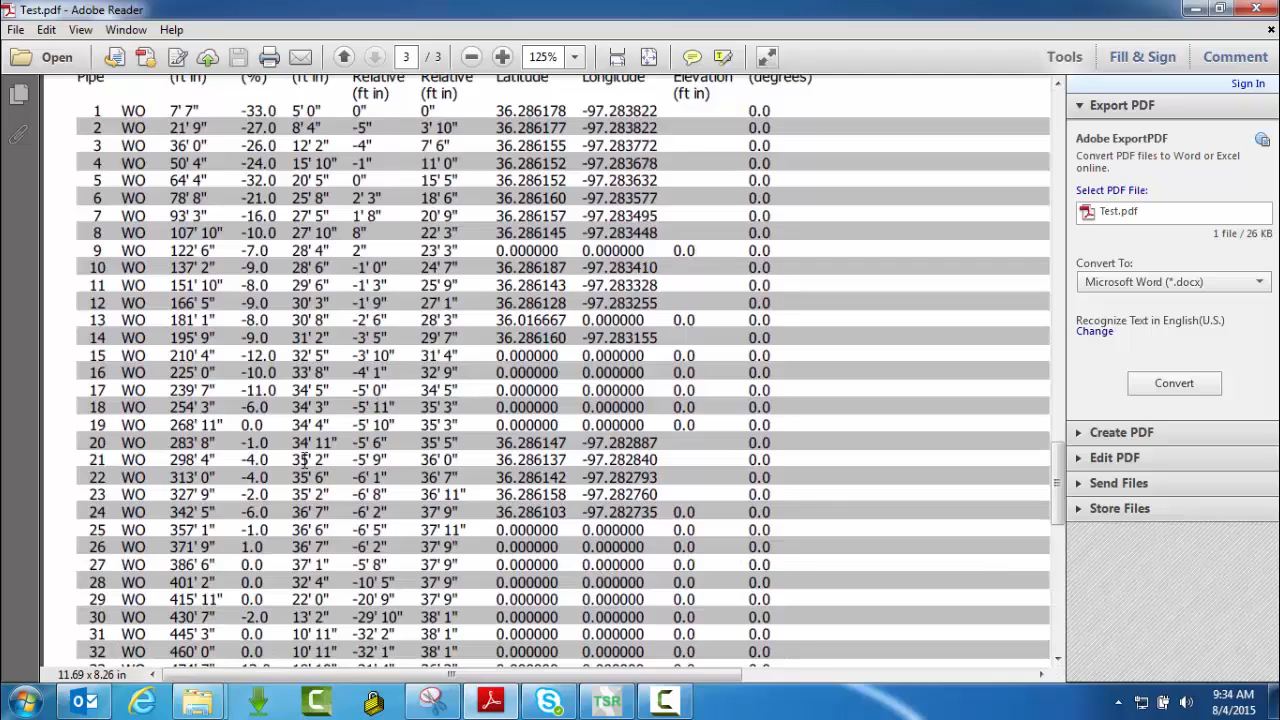 Test.pdf - Adobe Reader
File Edit View Window Help
Open 3 / 3 125% Tools Fill & Sign Comment
Sign In
Pipe (ft in) (%) (ft in) Relative Relative Latitude Longitude Elevation (degrees)
(ft in) (ft in) (ft in)
1 WO 7' 7" -33.0 5' 0" 0" 0" 36.286178 -97.283822 0.0
2 WO 21' 9" -27.0 8' 4" -5" 3' 10" 36.286177 -97.283822 0.0
3 WO 36' 0" -26.0 12' 2" -4" 7' 6" 36.286155 -97.283772 0.0
4 WO 50' 4" -24.0 15' 10" -1" 11' 0" 36.286152 -97.283678 0.0
5 WO 64' 4" -32.0 20' 5" 0" 15' 5" 36.286152 -97.283632 0.0
6 WO 78' 8" -21.0 25' 8" 2' 3" 18' 6" 36.286160 -97.283577 0.0
7 WO 93' 3" -16.0 27' 5" 1' 8" 20' 9" 36.286157 -97.283495 0.0
8 WO 107' 10" -10.0 27' 10" 8" 22' 3" 36.286145 -97.283448 0.0
9 WO 122' 6" -7.0 28' 4" 2" 23' 3" 0.000000 0.000000 0.0 0.0
10 WO 137' 2" -9.0 28' 6" -1' 0" 24' 7" 36.286187 -97.283410 0.0
11 WO 151' 10" -8.0 29' 6" -1' 3" 25' 9" 36.286143 -97.283328 0.0
12 WO 166' 5" -9.0 30' 3" -1' 9" 27' 1" 36.286128 -97.283255 0.0
13 WO 181' 1" -8.0 30' 8" -2' 6" 28' 3" 36.016667 0.000000 0.0 0.0
14 WO 195' 9" -9.0 31' 2" -3' 5" 29' 7" 36.286160 -97.283155 0.0
15 WO 210' 4" -12.0 32' 5" -3' 10" 31' 4" 0.000000 0.000000 0.0 0.0
16 WO 225' 0" -10.0 33' 8" -4' 1" 32' 9" 0.000000 0.000000 0.0 0.0
17 WO 239' 7" -11.0 34' 5" -5' 0" 34' 5" 0.000000 0.000000 0.0 0.0
18 WO 254' 3" -6.0 34' 3" -5' 11" 35' 3" 0.000000 0.000000 0.0 0.0
19 WO 268' 11" 0.0 34' 4" -5' 10" 35' 3" 0.000000 0.000000 0.0 0.0
20 WO 283' 8" -1.0 34' 11" -5' 6" 35' 5" 36.286147 -97.282887 0.0
21 WO 298' 4" -4.0 35' 2" -5' 9" 36' 0" 36.286137 -97.282840 0.0
22 WO 313' 0" -4.0 35' 6" -6' 1" 36' 7" 36.286142 -97.282793 0.0
23 WO 327' 9" -2.0 35' 2" -6' 8" 36' 11" 36.286158 -97.282760 0.0
24 WO 342' 5" -6.0 36' 7" -6' 2" 37' 9" 36.286103 -97.282735 0.0 0.0
25 WO 357' 1" -1.0 36' 6" -6' 5" 37' 11" 0.000000 0.000000 0.0 0.0
26 WO 371' 9" 1.0 36' 7" -6' 2" 37' 9" 0.000000 0.000000 0.0 0.0
27 WO 386' 6" 0.0 37' 1" -5' 8" 37' 9" 0.000000 0.000000 0.0 0.0
28 WO 401' 2" 0.0 32' 4" -10' 5" 37' 9" 0.000000 0.000000 0.0 0.0
29 WO 415' 11" 0.0 22' 0" -20' 9" 37' 9" 0.000000 0.000000 0.0 0.0
30 WO 430' 7" -2.0 13' 2" -29' 10" 38' 1" 0.000000 0.000000 0.0 0.0
31 WO 445' 3" 0.0 10' 11" -32' 2" 38' 1" 0.000000 0.000000 0.0 0.0
32 WO 460' 0" 0.0 10' 11" -32' 1" 38' 1" 0.000000 0.000000 0.0 0.0
11.69 x 8.26 in
Export PDF
Adobe ExportPDF
Convert PDF files to Word or Excel
online.
Select PDF File:
Test.pdf
1 file / 26 KB
Convert To:
Microsoft Word (*.docx)
Recognize Text in English(U.S.)
Change
Convert
Create PDF
Edit PDF
Send Files
Store Files
TSR
9:34 AM
8/4/2015